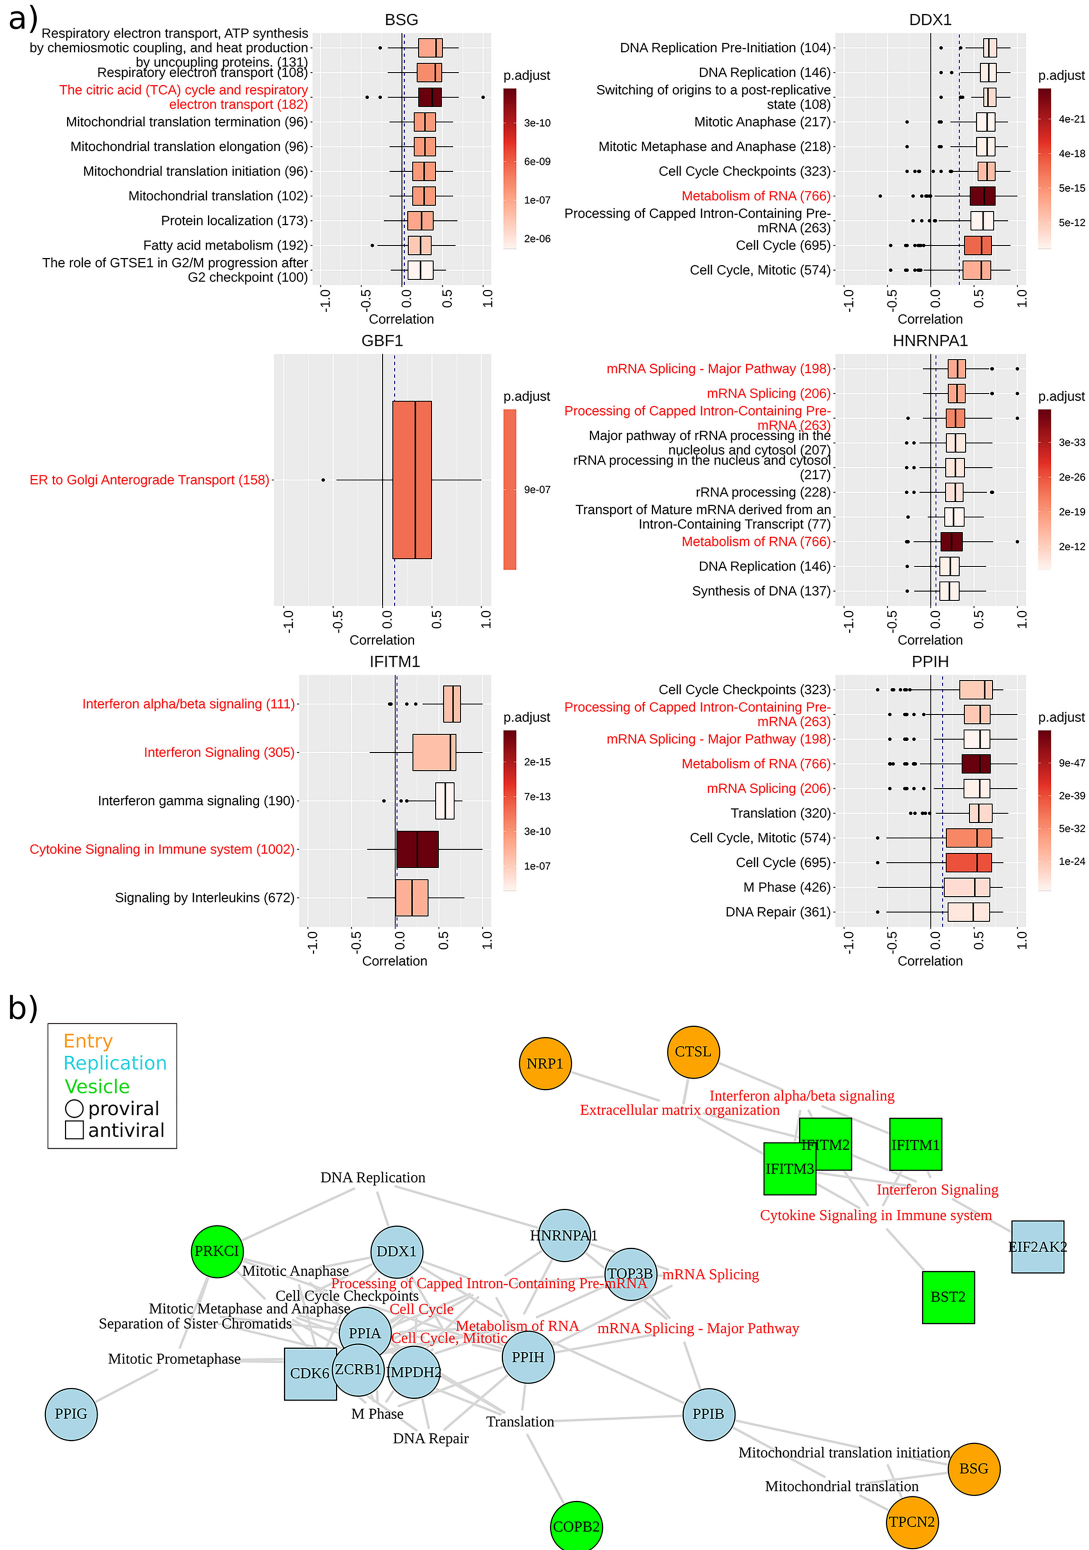 a)
BSG
Respiratory electron transport, ATP synthesis
by chemiosmotic coupling, and heat production
by uncoupling proteins. (131)
Respiratory electron transport (108)
The citric acid (TCA) cycle and respiratory
electron transport (182)
Mitochondrial translation termination (96)
Mitochondrial translation elongation (96)
Mitochondrial translation initiation (96)
Mitochondrial translation (102)
Protein localization (173)
Fatty acid metabolism (192)
The role of GTSE1 in G2/M progression after
G2 checkpoint (100)
-1.0
-0.5
0.0
0.5
1.0
Correlation
p.adjust
3e-10
6e-09
1e-07
2e-06
DDX1
DNA Replication Pre-Initiation (104)
DNA Replication (146)
Switching of origins to a post-replicative
state (108)
Mitotic Anaphase (217)
Mitotic Metaphase and Anaphase (218)
Cell Cycle Checkpoints (323)
Metabolism of RNA (766)
Processing of Capped Intron-Containing Pre-
mRNA (263)
Cell Cycle (695)
Cell Cycle, Mitotic (574)
-1.0
-0.5
0.0
0.5
1.0
Correlation
p.adjust
4e-21
4e-18
5e-15
5e-12
GBF1
ER to Golgi Anterograde Transport (158)
-1.0
-0.5
0.0
0.5
1.0
Correlation
p.adjust
9e-07
HNRNPA1
mRNA Splicing - Major Pathway (198)
mRNA Splicing (206)
Processing of Capped Intron-Containing Pre-
mRNA (263)
Major pathway of rRNA processing in the
nucleolus and cytosol (207)
rRNA processing in the nucleus and cytosol
(217)
rRNA processing (228)
Transport of Mature mRNA derived from an
Intron-Containing Transcript (77)
Metabolism of RNA (766)
DNA Replication (146)
Synthesis of DNA (137)
-1.0
-0.5
0.0
0.5
1.0
Correlation
p.adjust
3e-33
2e-26
2e-19
2e-12
IFITM1
Interferon alpha/beta signaling (111)
Interferon Signaling (305)
Interferon gamma signaling (190)
Cytokine Signaling in Immune system (1002)
Signaling by Interleukins (672)
-1.0
-0.5
0.0
0.5
1.0
Correlation
p.adjust
2e-15
7e-13
3e-10
1e-07
PPIH
Cell Cycle Checkpoints (323)
Processing of Capped Intron-Containing Pre-
mRNA (263)
mRNA Splicing - Major Pathway (198)
Metabolism of RNA (766)
mRNA Splicing (206)
Translation (320)
Cell Cycle, Mitotic (574)
Cell Cycle (695)
M Phase (426)
DNA Repair (361)
-1.0
-0.5
0.0
0.5
1.0
Correlation
p.adjust
9e-47
2e-39
5e-32
1e-24
b)
Entry
Replication
Vesicle
proviral
antiviral
NRP1
CTSL
Interferon alpha/beta signaling
Extracellular matrix organization
IFITM2
IFITM1
IFITM3
Interferon Signaling
Cytokine Signaling in Immune system
EIF2AK2
BST2
DNA Replication
PRKCI
DDX1
HNRNPA1
TOP3B
mRNA Splicing
Mitotic Anaphase
Processing of Capped Intron-Containing Pre-mRNA
Cell Cycle Checkpoints
Mitotic Metaphase and Anaphase
Cell Cycle
Separation of Sister Chromatids
Metabolism of RNA
mRNA Splicing - Major Pathway
PPIA
Cell Cycle, Mitotic
Mitotic Prometaphase
PPIH
CDK6
ZCRB1
IMPDH2
PPIG
M Phase
Translation
PPIB
DNA Repair
Mitochondrial translation initiation
BSG
Mitochondrial translation
COPB2
TPCN2